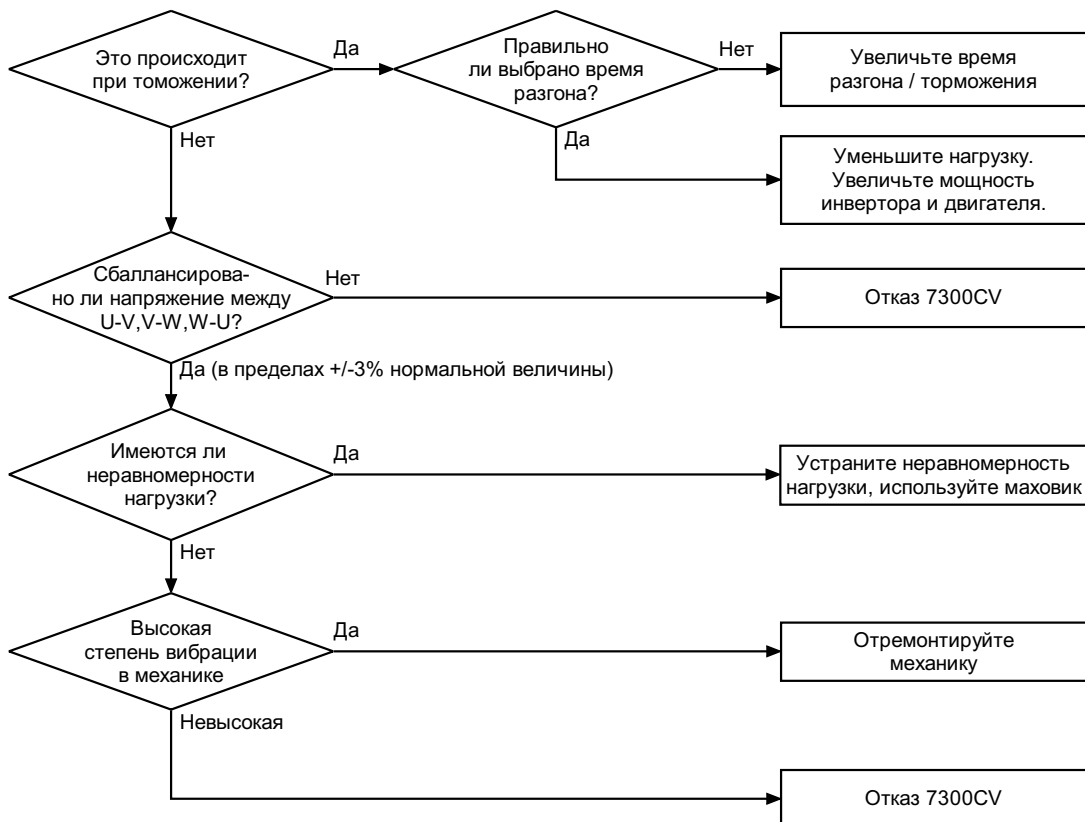 Это происходит
при томожении?
Да
Правильно
ли выбрано время
разгона?
Нет
Увеличьте время
разгона / торможения
Нет
Да
Уменьшите нагрузку.
Увеличьте мощность
инвертора и двигателя.
Сбаллансирова-
но ли напряжение между
U-V,V-W,W-U?
Нет
Отказ 7300CV
Да (в пределах +/-3% нормальной величины)
Имеются ли
неравномерности
нагрузки?
Да
Устраните неравномерность
нагрузки, используйте маховик
Нет
Высокая
степень вибрации
в механике
Да
Отремонтируйте
механику
Невысокая
Отказ 7300CV